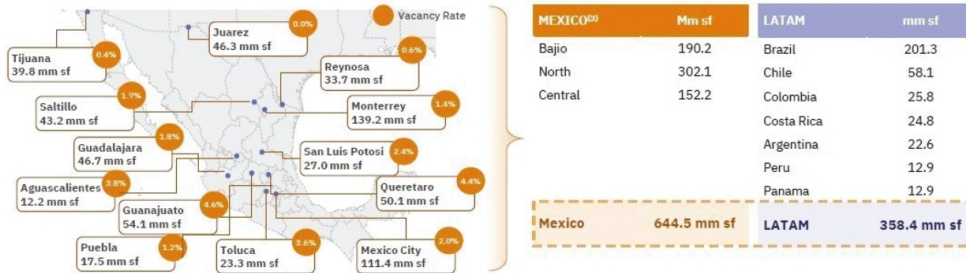 Vacancy Rate
0.0%
Juarez
46.3 mm sf
0.4%
Tijuana
39.8 mm sf
0.6%
Reynosa
33.7 mm sf
1.7%
Saltillo
43.2 mm sf
1.4%
Monterrey
139.2 mm sf
1.8%
Guadalajara
46.7 mm sf
2.4%
San Luis Potosi
27.0 mm sf
3.8%
Aguascalientes
12.2 mm sf
4.4%
Queretaro
50.1 mm sf
4.6%
Guanajuato
54.1 mm sf
1.2%
Puebla
17.5 mm sf
3.6%
Toluca
23.3 mm sf
2.0%
Mexico City
111.4 mm sf
MEXICO⁽²⁾ Mm sf
Bajio 190.2
North 302.1
Central 152.2
Mexico 644.5 mm sf
LATAM mm sf
Brazil 201.3
Chile 58.1
Colombia 25.8
Costa Rica 24.8
Argentina 22.6
Peru 12.9
Panama 12.9
LATAM 358.4 mm sf